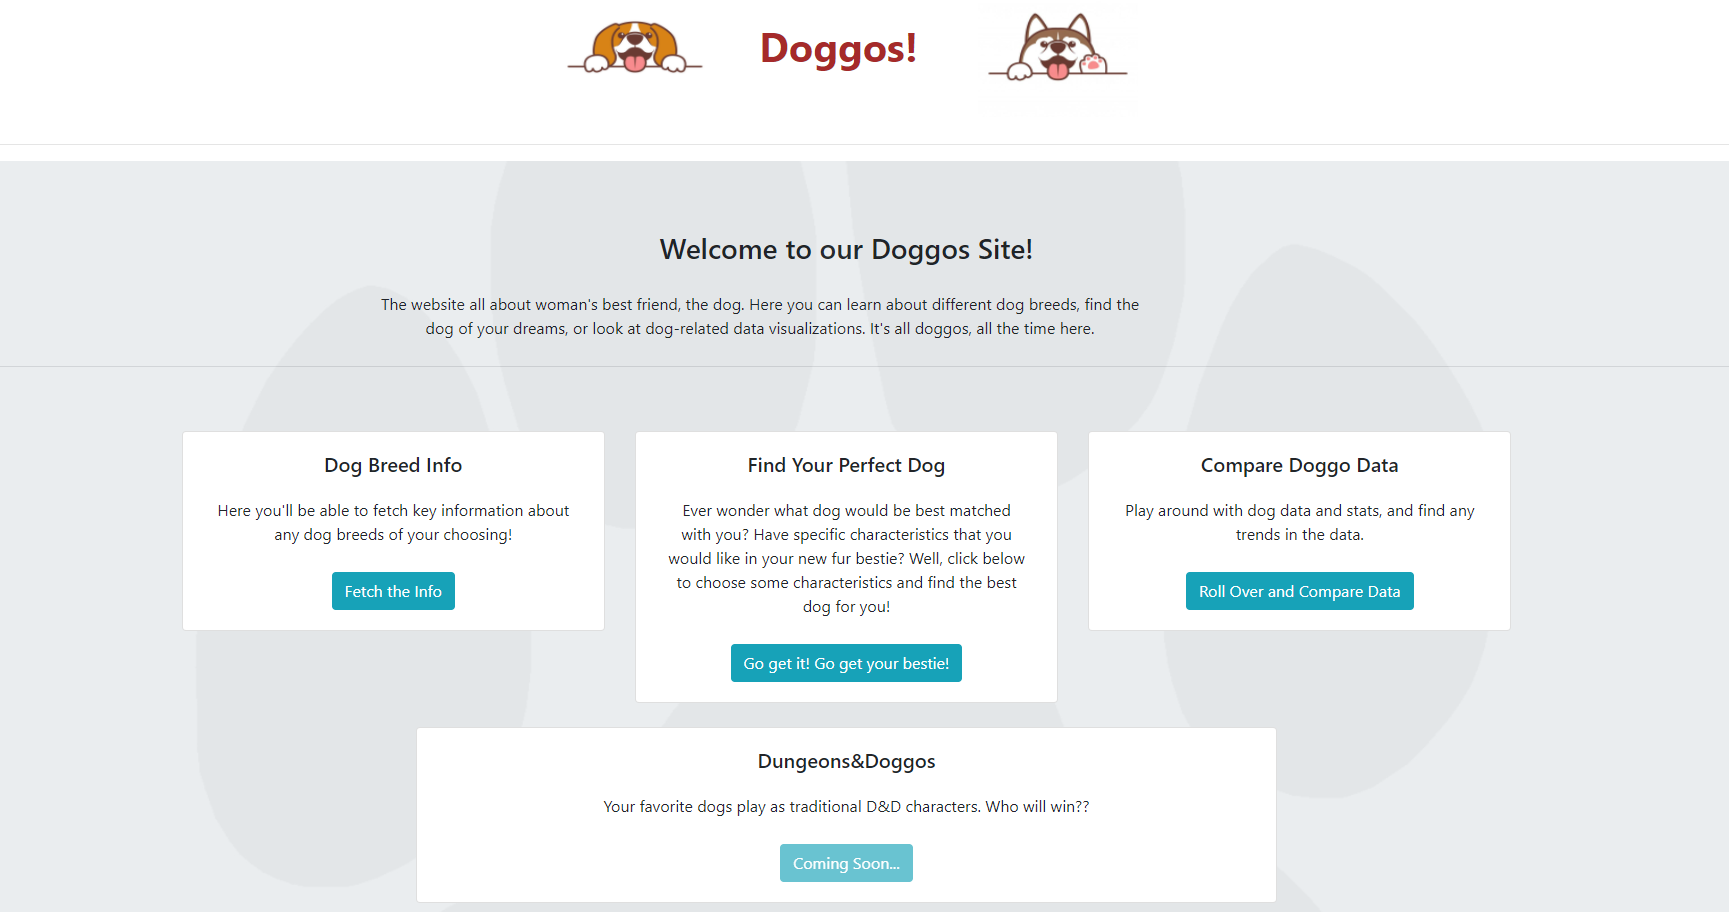 Doggos!
Welcome to our Doggos Site!
The website all about woman's best friend, the dog. Here you can learn about different dog breeds, find the
dog of your dreams, or look at dog-related data visualizations. It's all doggos, all the time here.
Dog Breed Info
Here you'll be able to fetch key information about
any dog breeds of your choosing!
Fetch the Info
Find Your Perfect Dog
Ever wonder what dog would be best matched
with you? Have specific characteristics that you
would like in your new fur bestie? Well, click below
to choose some characteristics and find the best
dog for you!
Go get it! Go get your bestie!
Compare Doggo Data
Play around with dog data and stats, and find any
trends in the data.
Roll Over and Compare Data
Dungeons&Doggos
Your favorite dogs play as traditional D&D characters. Who will win??
Coming Soon...